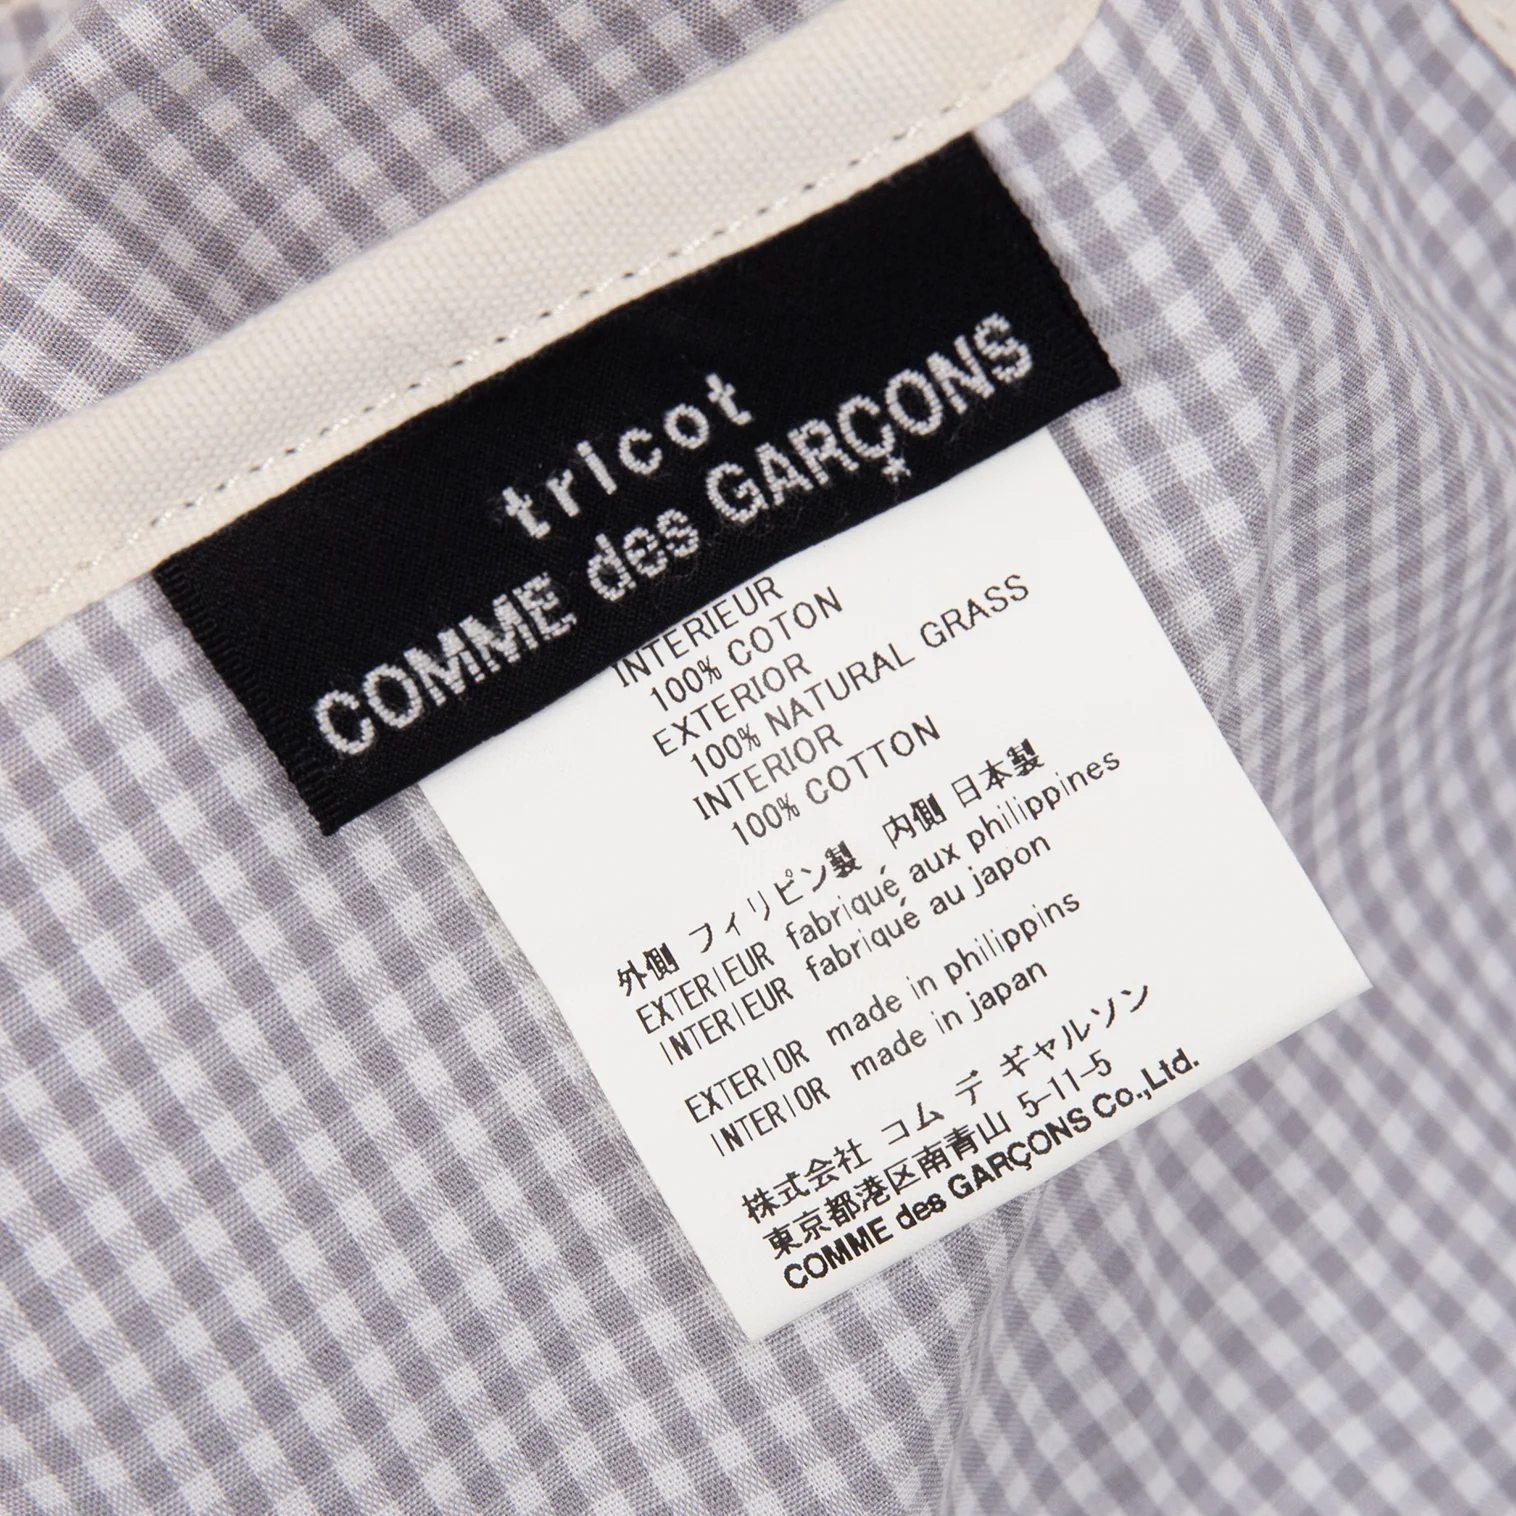 tricot
COMME des GARÇONS
INTERIEUR
100% COTON
EXTERIOR
100% NATURAL GRASS
INTERIOR
100% COTTON
外側 フィリピン製 内側 日本製
EXTERIEUR fabriqué aux philippines
INTERIEUR fabriqué au japon
EXTERIOR made in philippins
INTERIOR made in japan
株式会社 コム デ ギャルソン
東京都港区南青山 5-11-5
COMME des GARÇONS Co.,Ltd.